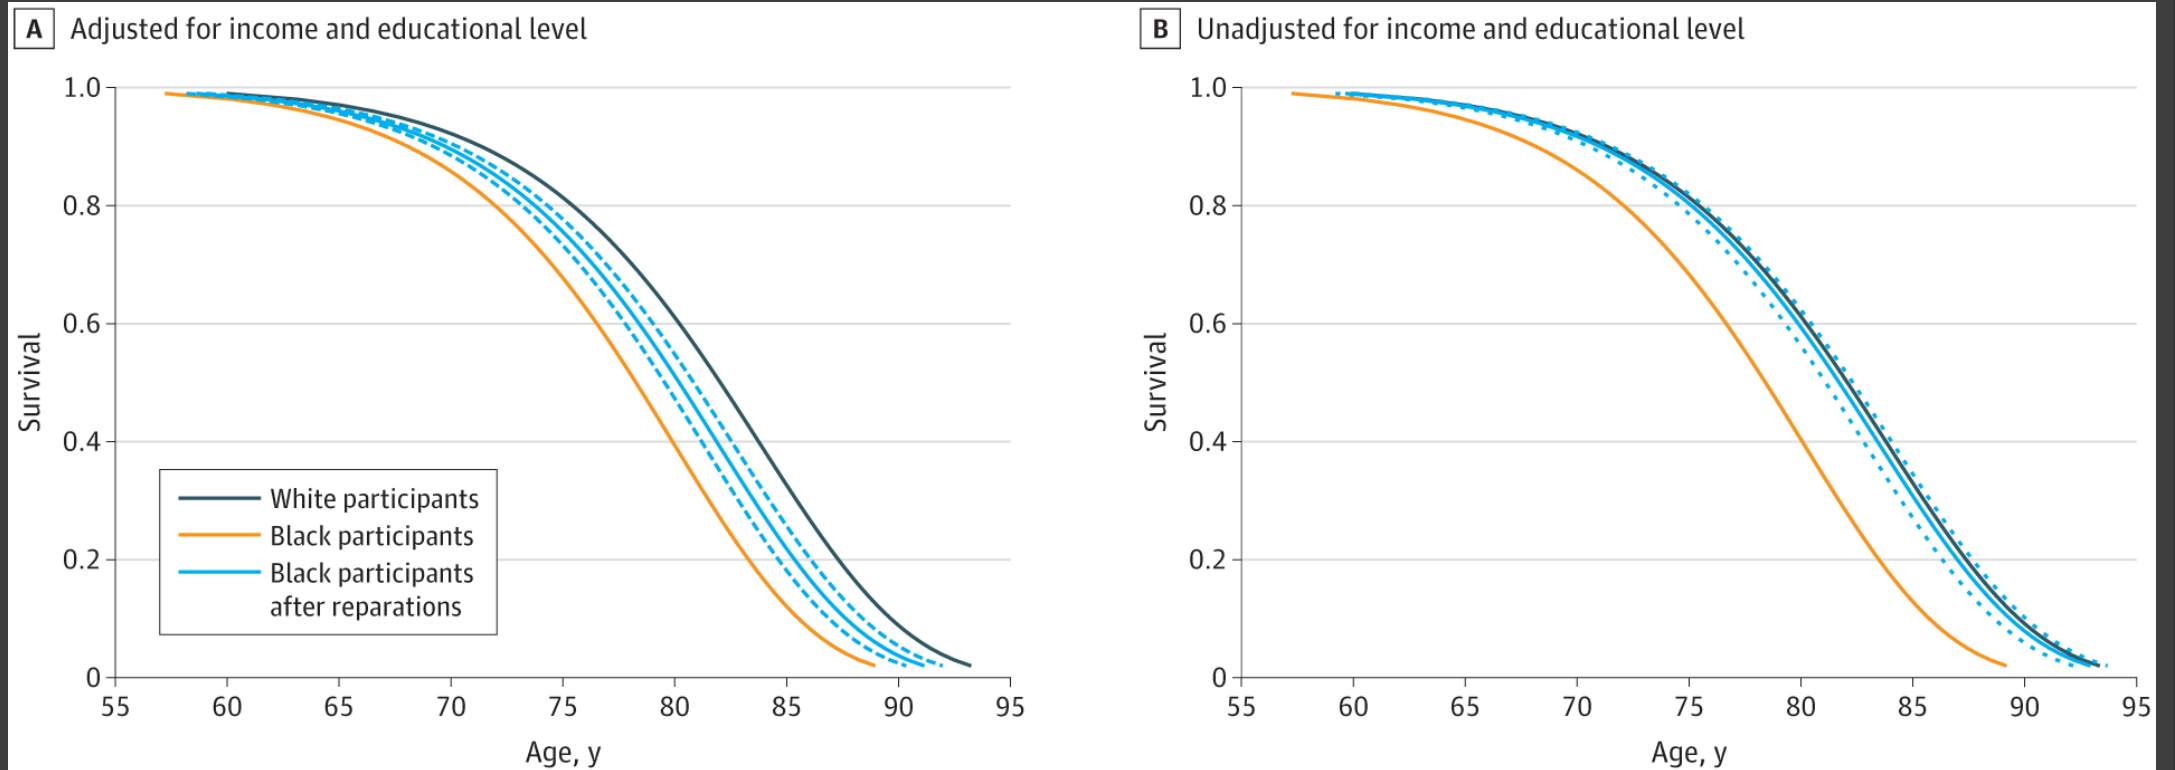 A Adjusted for income and educational level
1.0
0.8
0.6
0.4
0.2
0
Survival
White participants
Black participants
Black participants
after reparations
55 60 65 70 75 80 85 90 95
Age, y
B Unadjusted for income and educational level
1.0
0.8
0.6
0.4
0.2
0
Survival
55 60 65 70 75 80 85 90 95
Age, y